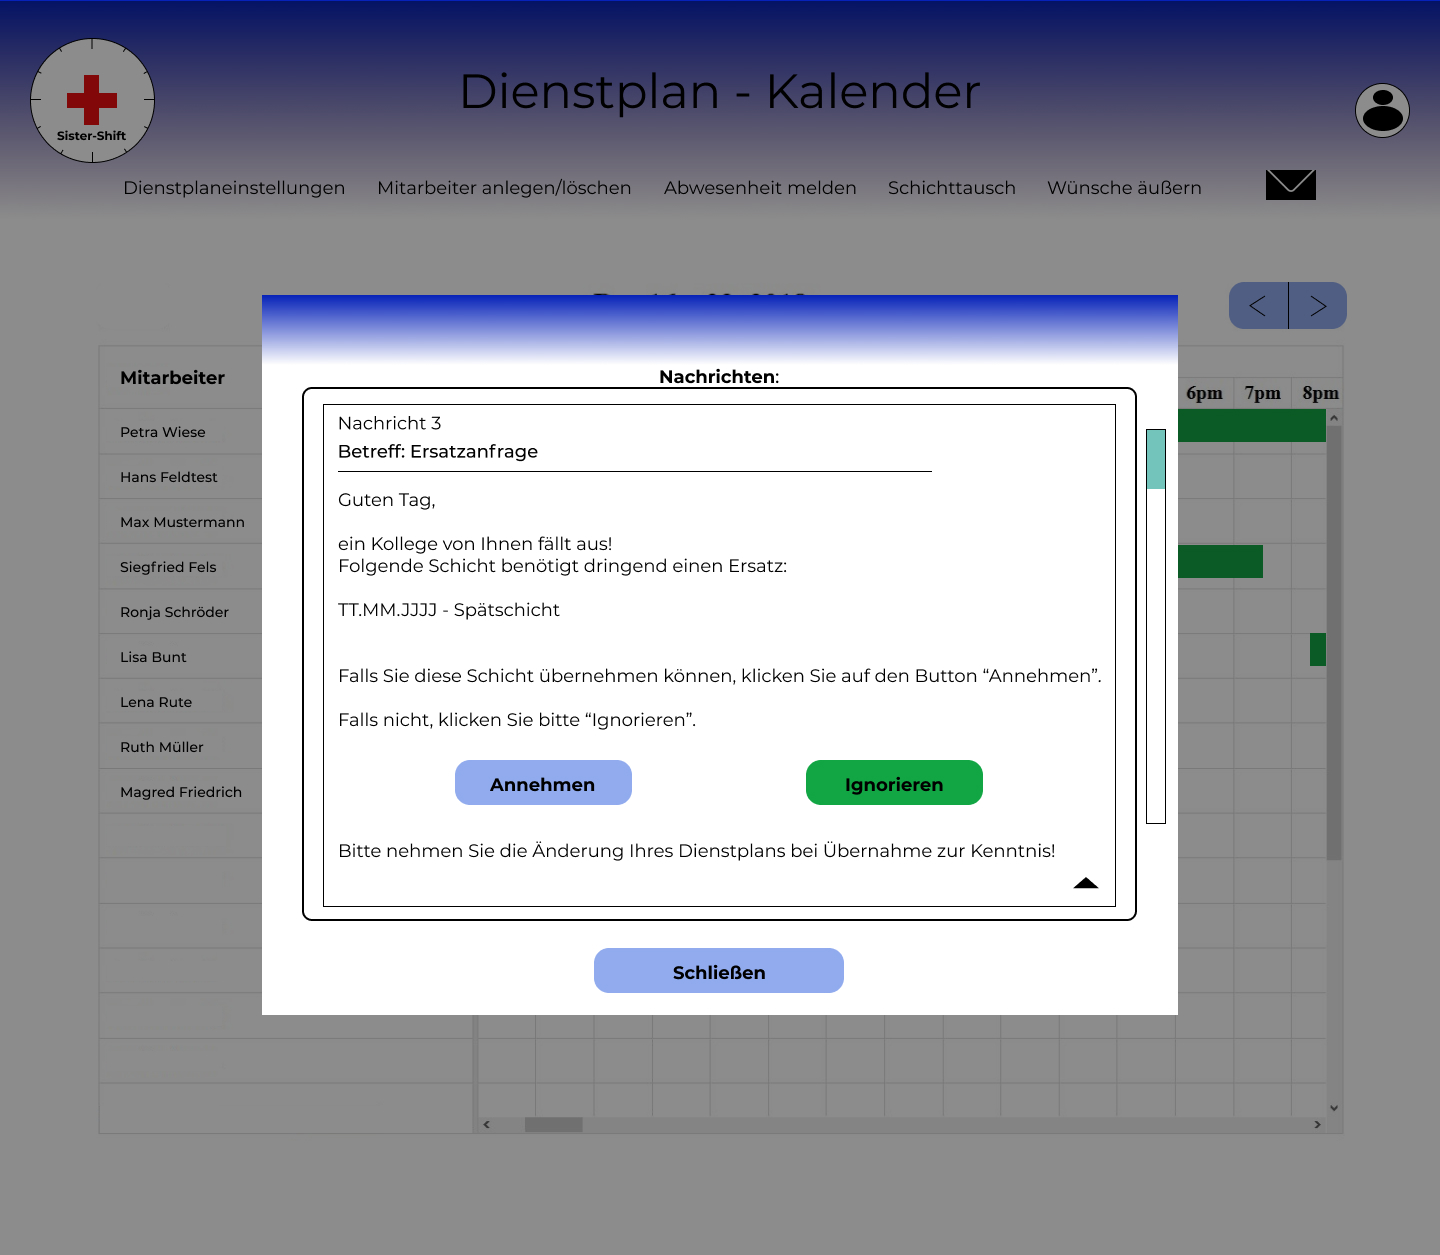 Dienstplan - Kalender
Sister-Shift
Dienstplaneinstellungen Mitarbeiter anlegen/löschen Abwesenheit melden Schichttausch Wünsche äußern
< >
Mitarbeiter
6pm 7pm 8pm
Petra Wiese
Hans Feldtest
Max Mustermann
Siegfried Fels
Ronja Schröder
Lisa Bunt
Lena Rute
Ruth Müller
Magred Friedrich
Nachrichten:
Nachricht 3
Betreff: Ersatzanfrage
Guten Tag,
ein Kollege von Ihnen fällt aus!
Folgende Schicht benötigt dringend einen Ersatz:
TT.MM.JJJJ - Spätschicht
Falls Sie diese Schicht übernehmen können, klicken Sie auf den Button “Annehmen”.
Falls nicht, klicken Sie bitte “Ignorieren”.
Annehmen Ignorieren
Bitte nehmen Sie die Änderung Ihres Dienstplans bei Übernahme zur Kenntnis!
Schließen